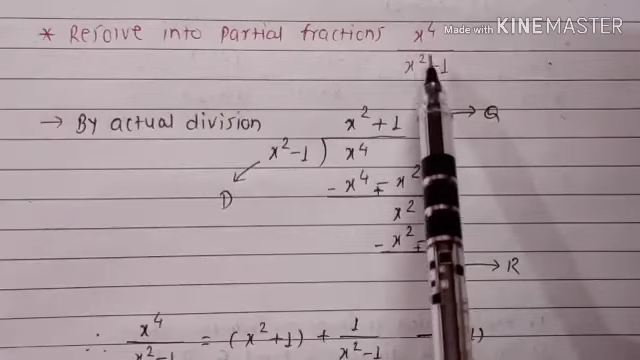 Made with KINEMASTER
* Resolve into Partial fractions x⁴
x²-1
→ By actual division x²+1 → Q
x²-1 ) x⁴
D - x⁴ - x²
+
x²
- x² -
+
→ R
∴ x⁴ / x²-1 = (x²+1) + 1 / x²-1